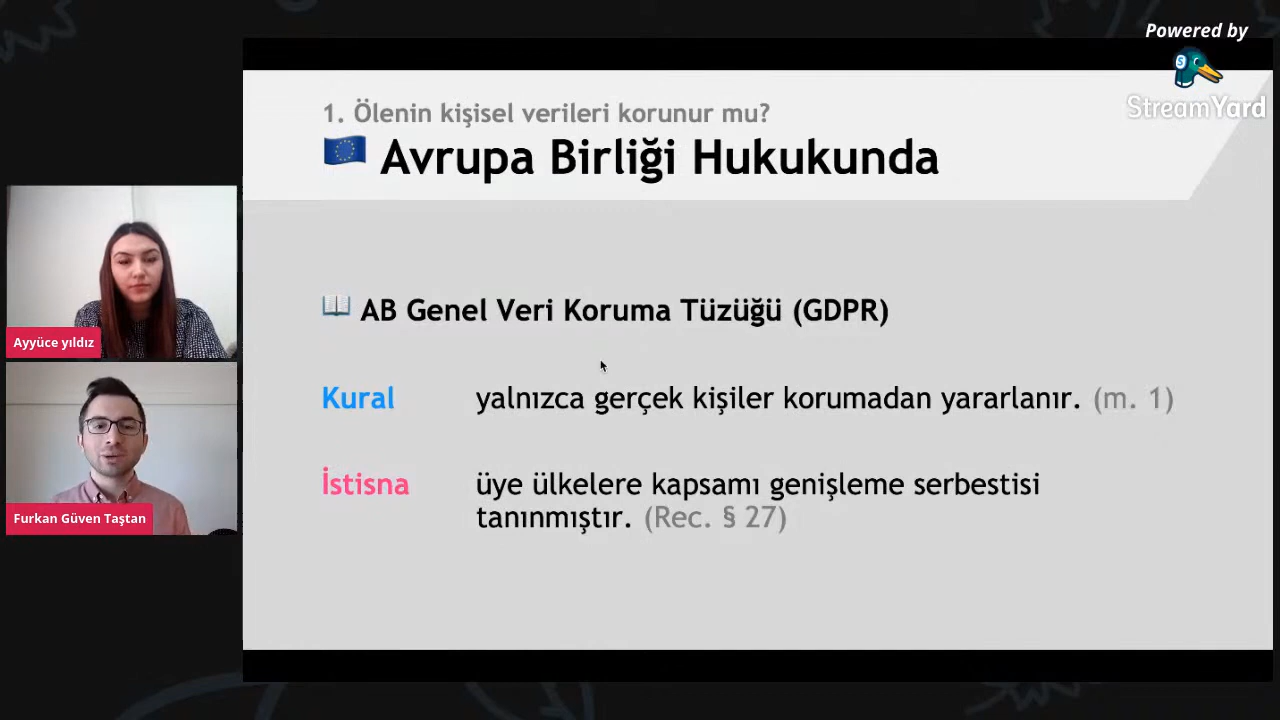 Powered by
StreamYard
1. Ölenin kişisel verileri korunur mu?
Avrupa Birliği Hukukunda
AB Genel Veri Koruma Tüzüğü (GDPR)
Kural yalnızca gerçek kişiler korumadan yararlanır. (m. 1)
İstisna üye ülkelere kapsamı genişleme serbestisi
tanınmıştır. (Rec. § 27)
Ayyüce yıldız
Furkan Güven Taştan